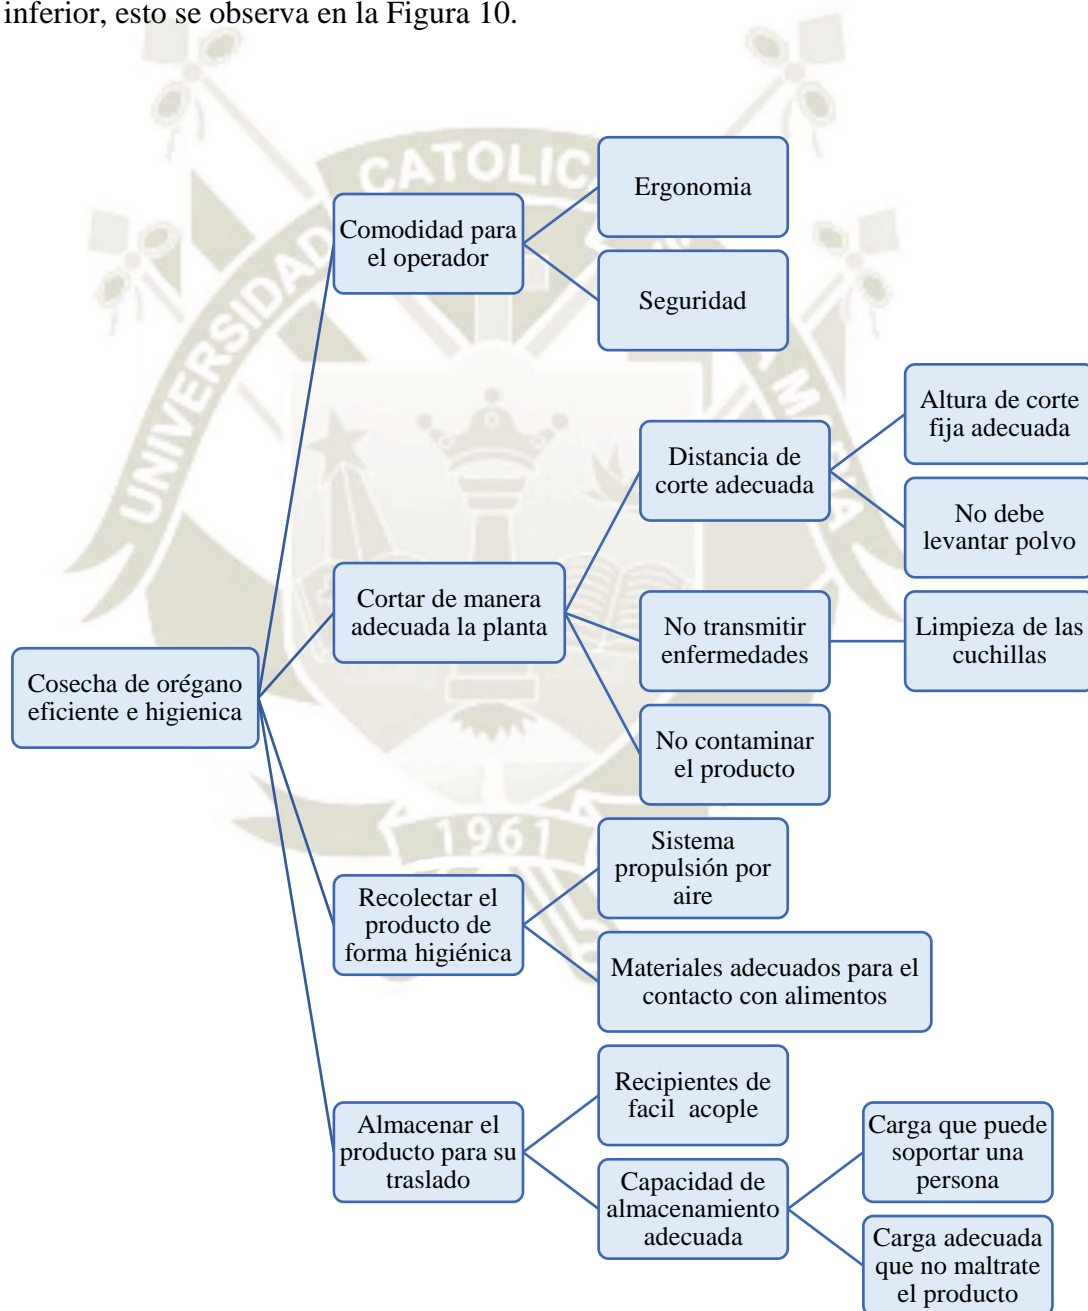 inferior, esto se observa en la Figura 10.
Cosecha de orégano
eficiente e higienica
Comodidad para
el operador
Ergonomia
Seguridad
Cortar de manera
adecuada la planta
Distancia de
corte adecuada
Altura de corte
fija adecuada
No debe
levantar polvo
No transmitir
enfermedades
Limpieza de las
cuchillas
No contaminar
el producto
Recolectar el
producto de
forma higiénica
Sistema
propulsión por
aire
Materiales adecuados para el
contacto con alimentos
Almacenar el
producto para su
traslado
Recipientes de
facil  acople
Capacidad de
almacenamiento
adecuada
Carga que puede
soportar una
persona
Carga adecuada
que no maltrate
el producto
UNIVERSIDAD CATOLICA
1961